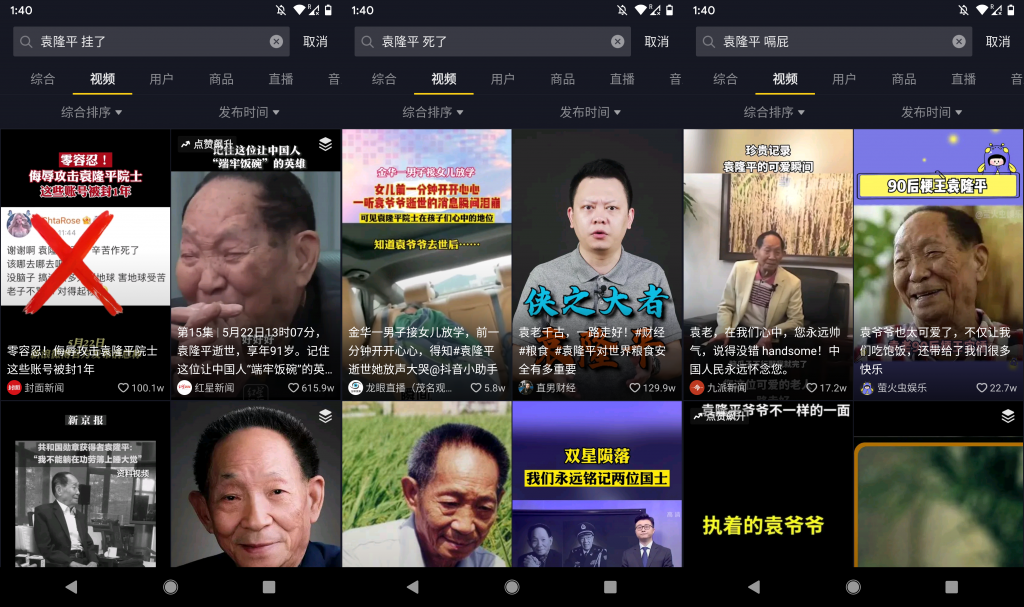 1:40
袁隆平 挂了
取消
综合
视频
用户
商品
直播
音
综合排序
发布时间
零容忍！
侮辱攻击袁隆平院士
这些账号被封1年
ChtaRose
11:44
谢谢啊 袁隆
辛苦作死了
该哪去哪去
没脑子 搞
地球 害地球受苦
老子不
对得起
5月22日
零容忍！侮辱攻击袁隆平院士
这些账号被封1年
封面新闻
100.1w
点赞飙升
记住这位让中国人
“端牢饭碗”的英雄
第15集 | 5月22日13时07分，
袁隆平逝世，享年91岁。记住
这位让中国人“端牢饭碗”的英...
红星新闻
615.9w
新京报
共和国勋章获得者袁隆平:
“我不能躺在功劳簿上睡大觉”
资料视频
1:40
袁隆平 死了
取消
综合
视频
用户
商品
直播
音
综合排序
发布时间
金华一男子接女儿放学
女儿前一分钟开开心心
一听袁爷爷逝世的消息瞬间泪崩
可见袁隆平院士在孩子们心中的地位
知道袁爷爷去世后……
金华一男子接女儿放学，前一
分钟开开心心，得知#袁隆平
逝世她放声大哭@抖音小助手
龙眼直播（茂名观...
5.8w
侠之大者
袁隆平
袁老千古，一路走好！#财经
#粮食 #袁隆平对世界粮食安
全有多重要
直男财经
129.9w
双星陨落
我们永远铭记两位国士
1:40
袁隆平 嗝屁
取消
综合
视频
用户
商品
直播
音
综合排序
发布时间
珍贵记录
袁隆平的可爱瞬间
袁老，在我们心中，您永远帅
气，说得没错 handsome！中
国人民永远怀念您。
九派新闻
17.2w
90后梗王袁隆平
袁爷爷也太可爱了，不仅让我
们吃饱饭，还带给了我们很多
快乐
萤火虫娱乐
22.7w
点赞飙升
袁隆平爷爷不一样的一面
执着的袁爷爷